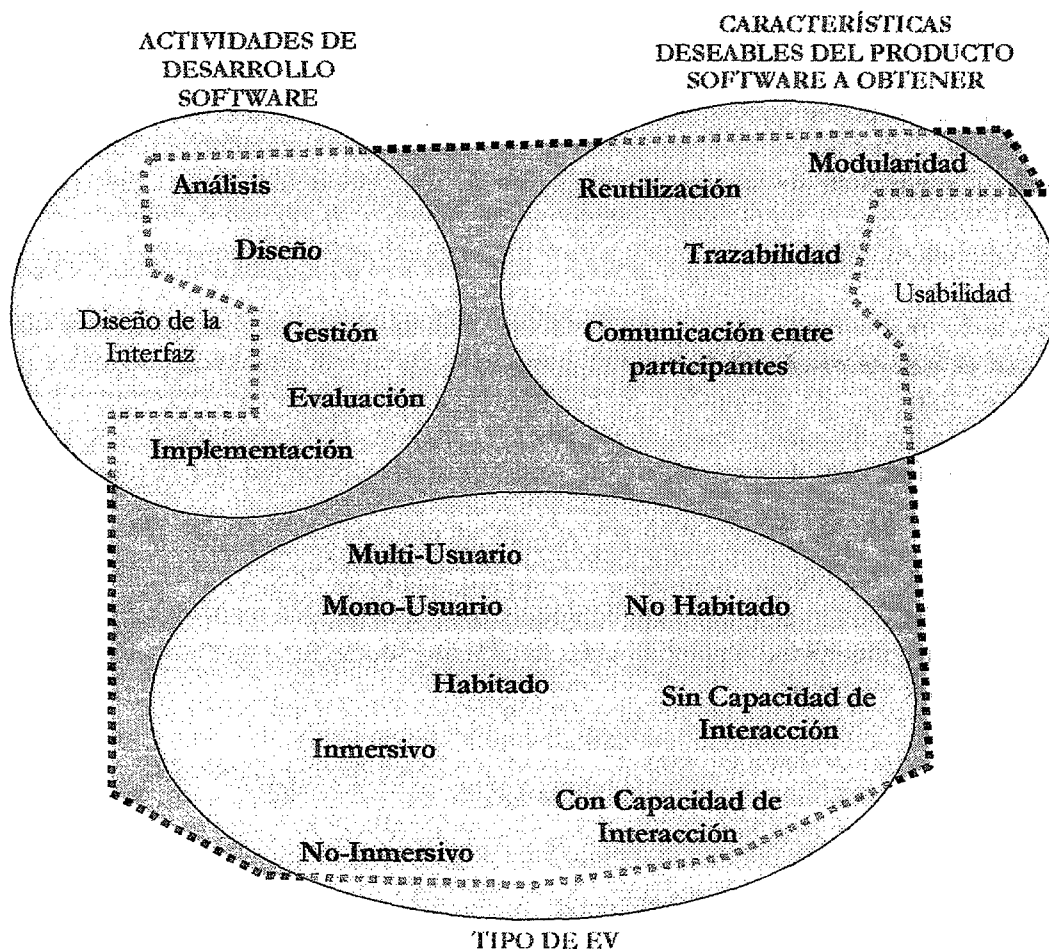 ACTIVIDADES DE
DESARROLLO
SOFTWARE
CARACTERÍSTICAS
DESEABLES DEL PRODUCTO
SOFTWARE A OBTENER
Análisis
Diseño
Diseño de la
Interfaz
Gestión
Evaluación
Implementación
Modularidad
Reutilización
Trazabilidad
Usabilidad
Comunicación entre
participantes
Multi-Usuario
Mono-Usuario
No Habitado
Habitado
Sin Capacidad de
Interacción
Inmersivo
Con Capacidad de
Interacción
No-Inmersivo
TIPO DE EV